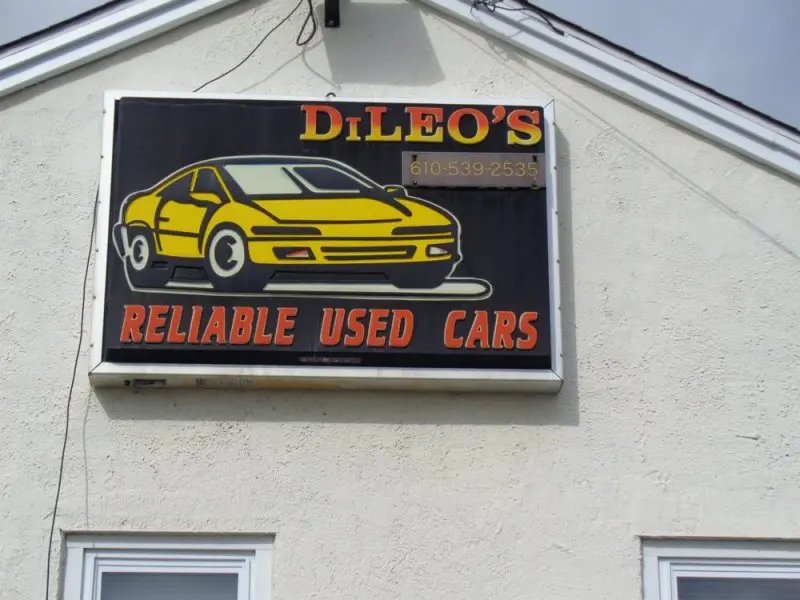 DiLEO'S
610-539-2535
RELIABLE USED CARS